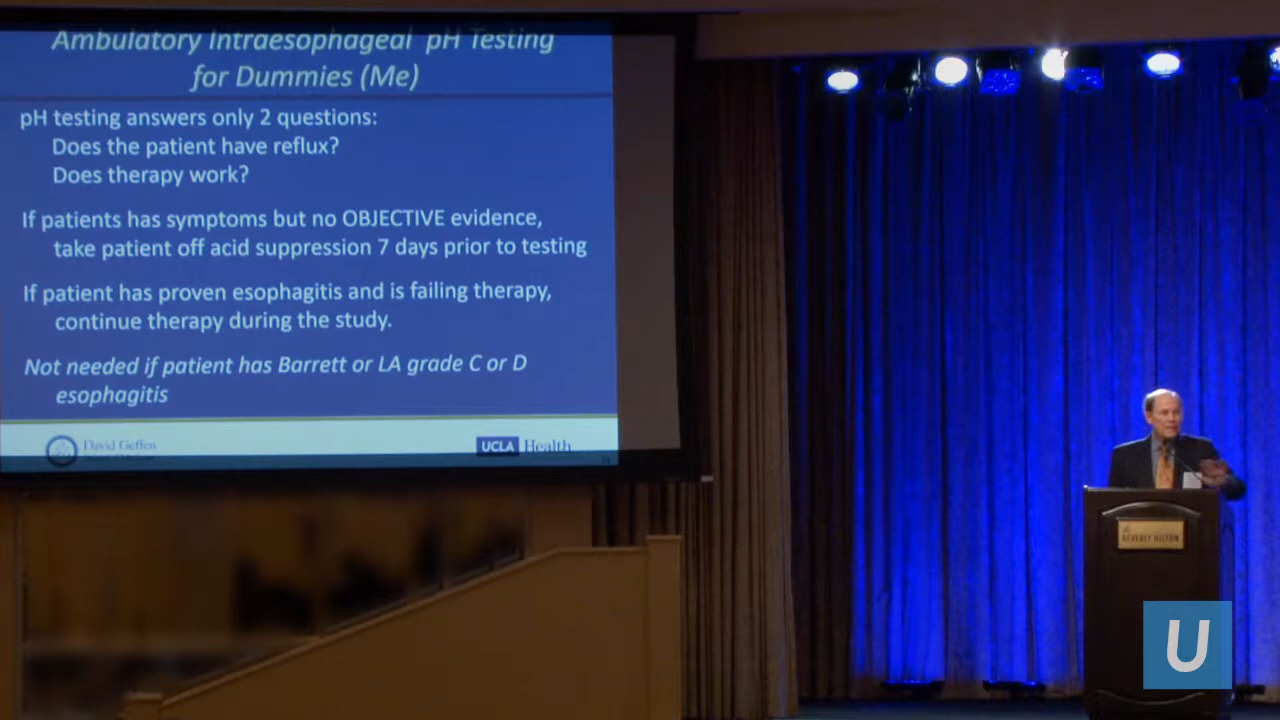 Ambulatory Intraesophageal pH Testing
for Dummies (Me)
pH testing answers only 2 questions:
Does the patient have reflux?
Does therapy work?
If patients has symptoms but no OBJECTIVE evidence,
take patient off acid suppression 7 days prior to testing
If patient has proven esophagitis and is failing therapy,
continue therapy during the study.
Not needed if patient has Barrett or LA grade C or D
esophagitis
David Geffen
UCLA Health
BEVERLY HILTON
U